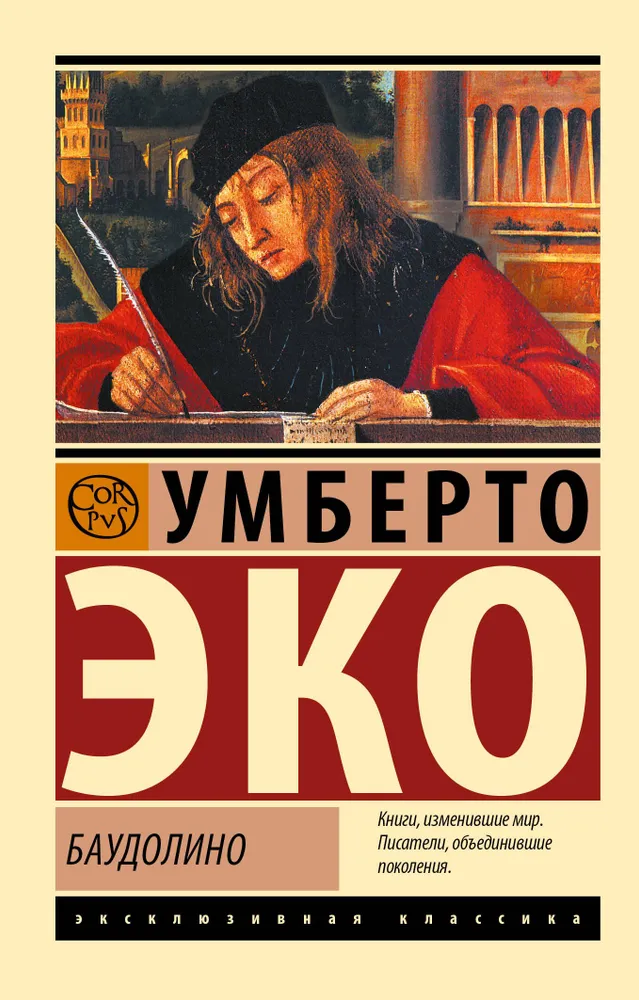 CORPVS
УМБЕРТО
ЭКО
БАУДОЛИНО
Книги, изменившие мир.
Писатели, объединившие
поколения.
эксклюзивная классика